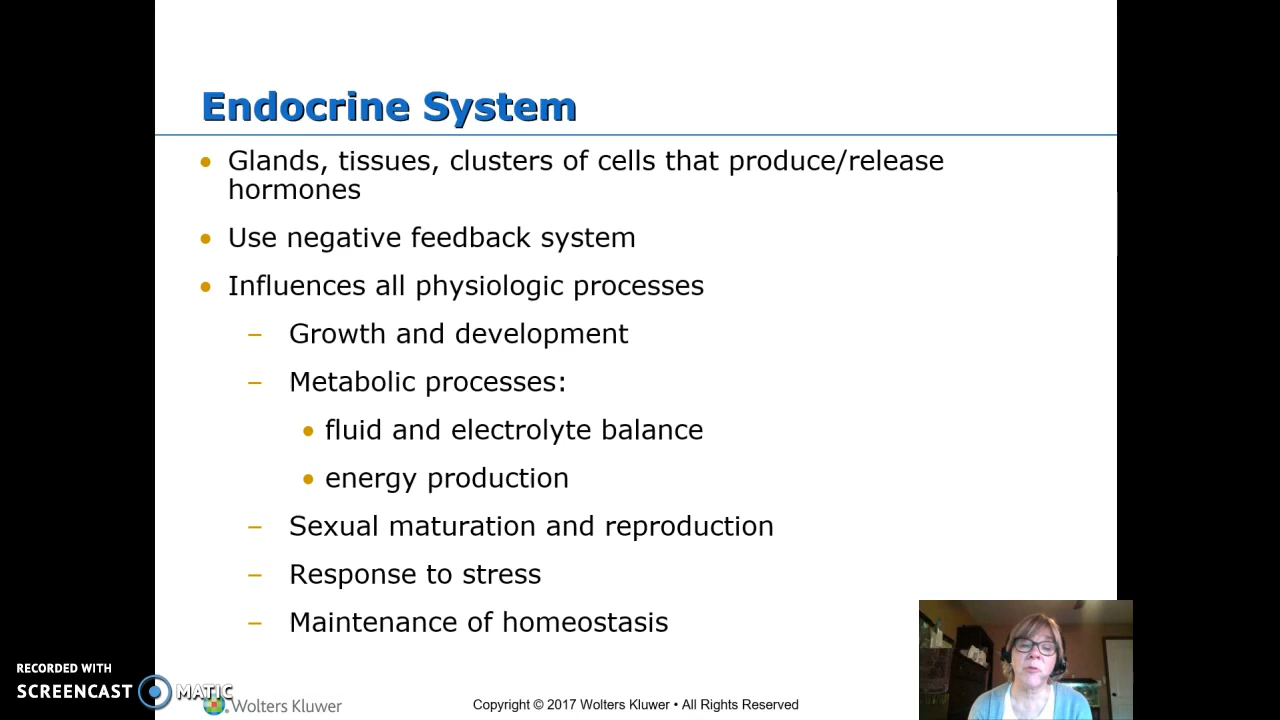 Endocrine System
• Glands, tissues, clusters of cells that produce/release
hormones
• Use negative feedback system
• Influences all physiologic processes
– Growth and development
– Metabolic processes:
• fluid and electrolyte balance
• energy production
– Sexual maturation and reproduction
– Response to stress
– Maintenance of homeostasis
RECORDED WITH
SCREENCAST MATIC
Wolters Kluwer
Copyright © 2017 Wolters Kluwer • All Rights Reserved